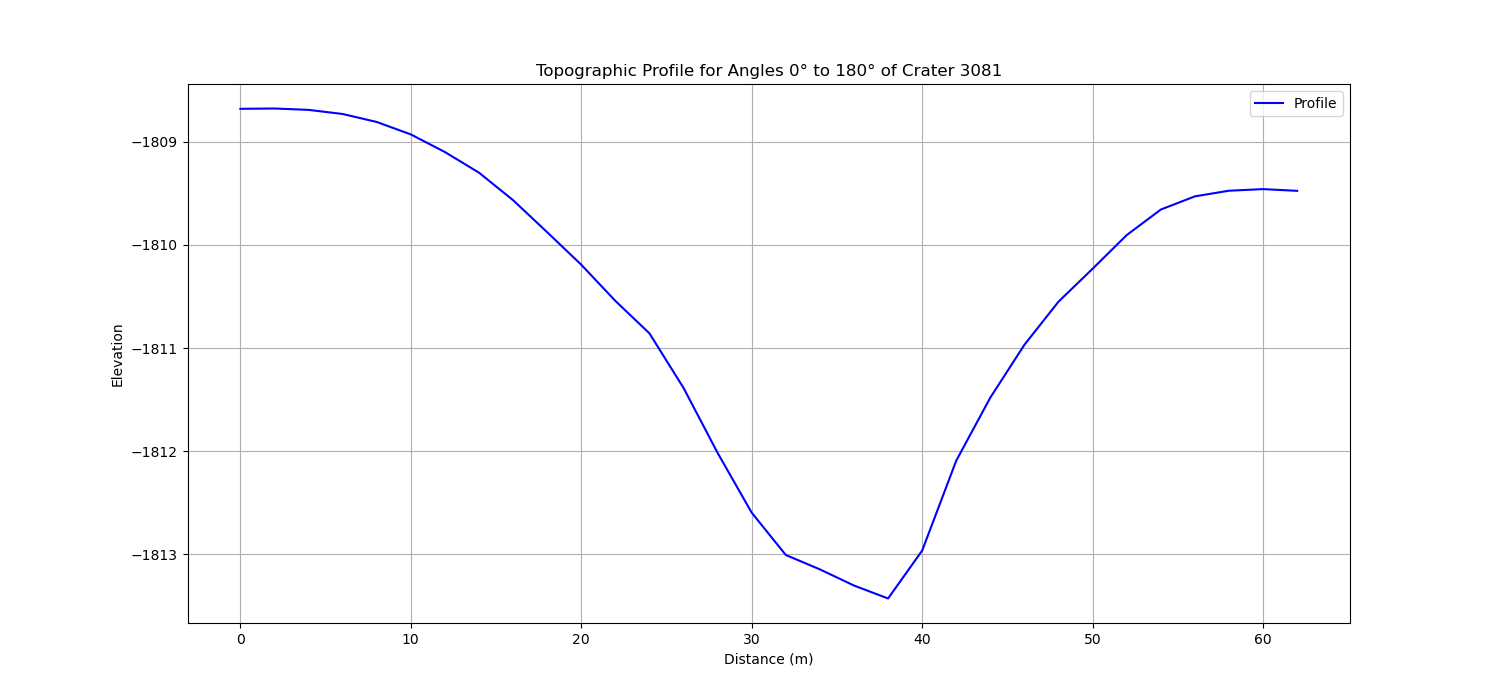 Topographic Profile for Angles 0° to 180° of Crater 3081
Profile
−1809
−1810
−1811
−1812
−1813
Elevation
0 10 20 30 40 50 60
Distance (m)